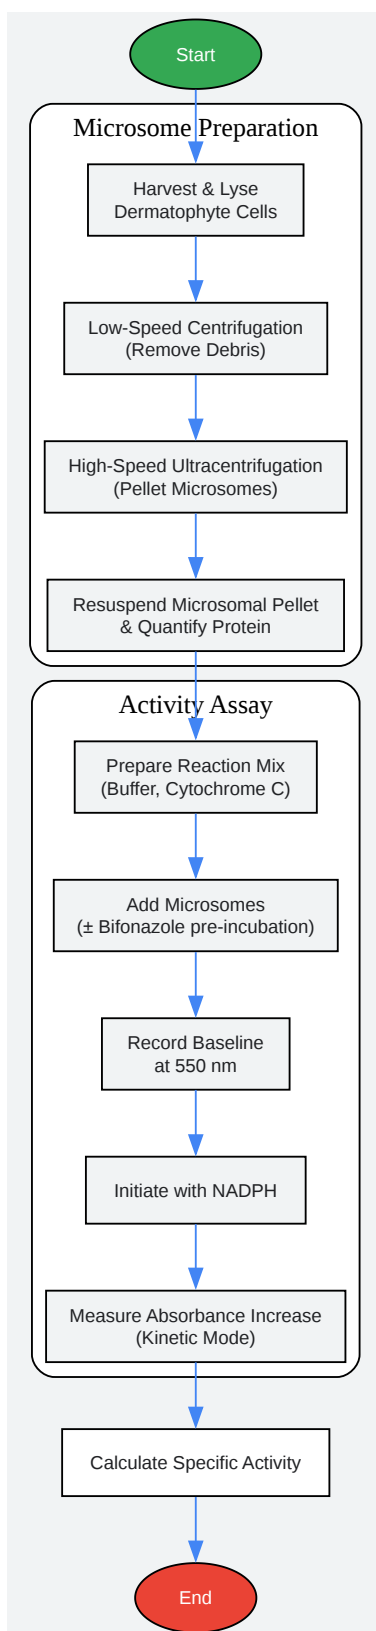 Start
Microsome Preparation
Harvest & Lyse
Dermatophyte Cells
Low-Speed Centrifugation
(Remove Debris)
High-Speed Ultracentrifugation
(Pellet Microsomes)
Resuspend Microsomal Pellet
& Quantify Protein
Activity Assay
Prepare Reaction Mix
(Buffer, Cytochrome C)
Add Microsomes
(± Bifonazole pre-incubation)
Record Baseline
at 550 nm
Initiate with NADPH
Measure Absorbance Increase
(Kinetic Mode)
Calculate Specific Activity
End